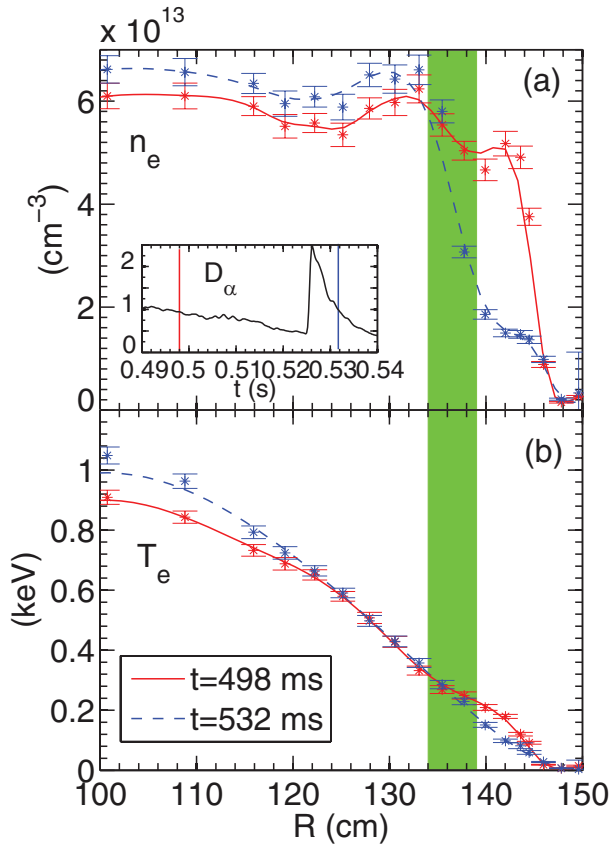 x 10^13
(a)
n_e
(cm^−3)
6
4
2
0
D_α
2
1
0
0.49 0.5 0.51 0.52 0.53 0.54
t (s)
(b)
T_e
(keV)
1
0.8
0.6
0.4
0.2
0
t=498 ms
t=532 ms
100 110 120 130 140 150
R (cm)